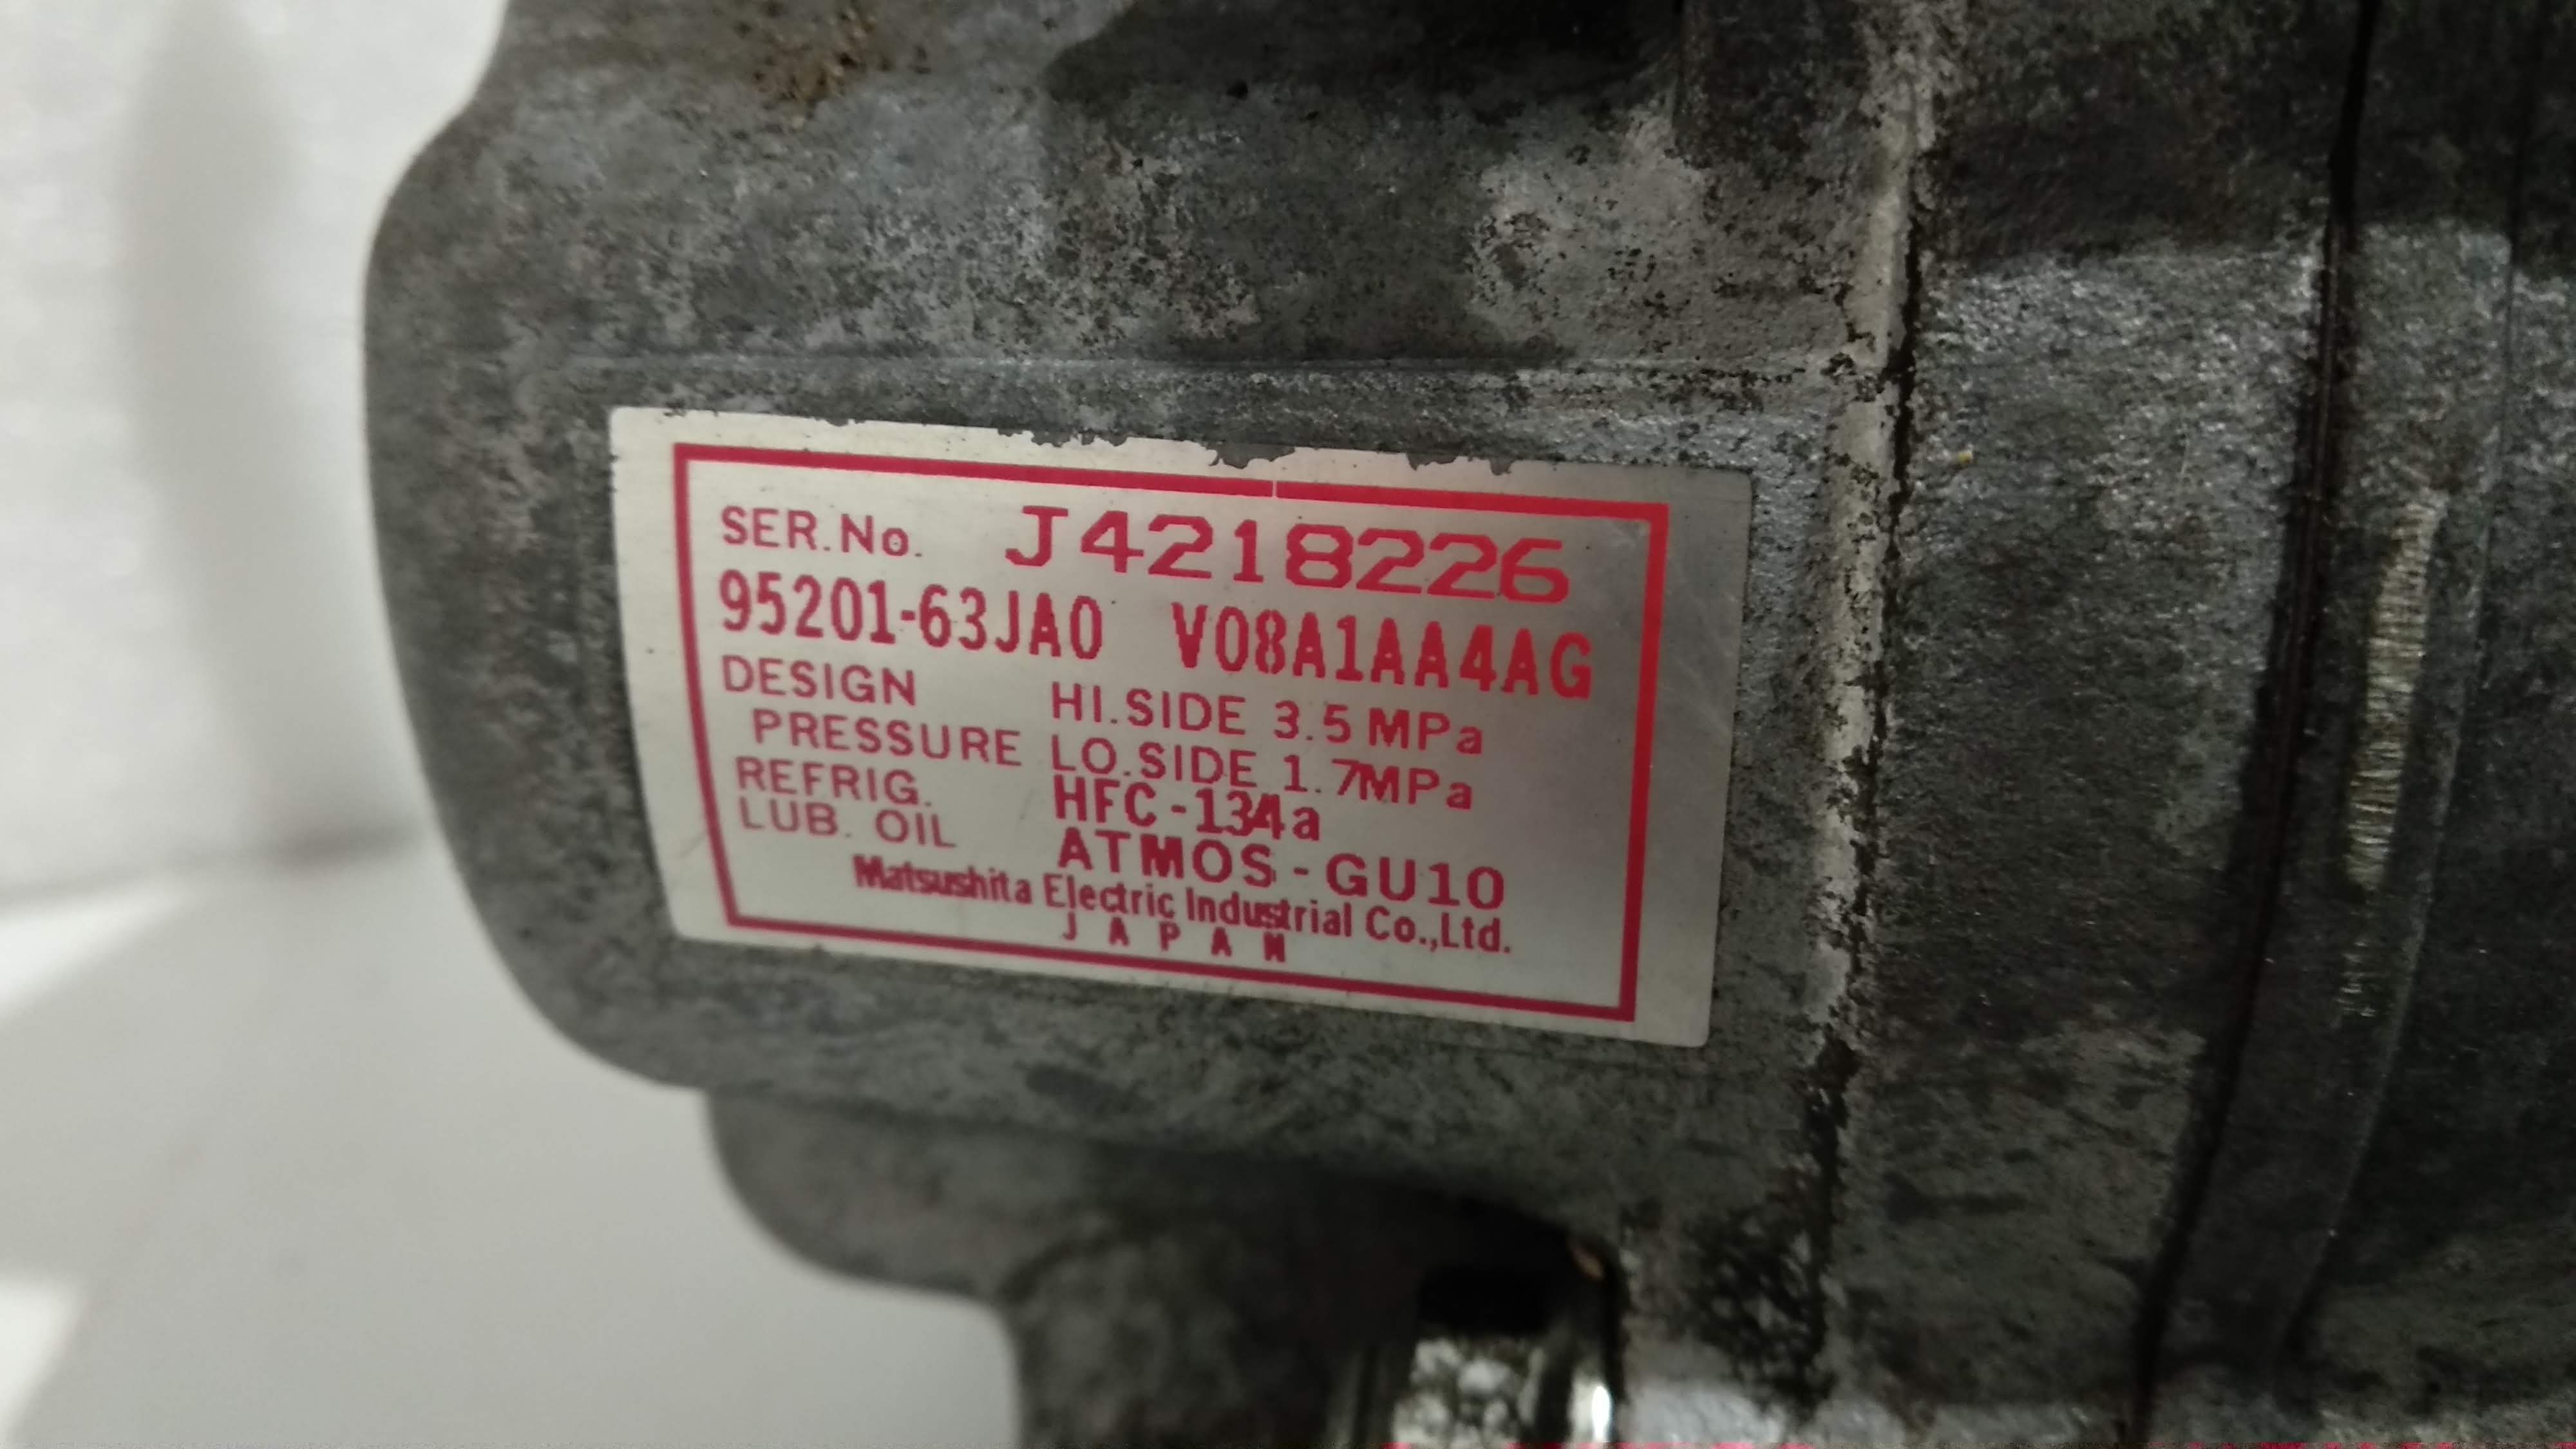 SER.No. J4218226
95201-63JA0 V08A1AA4AG
DESIGN HI.SIDE 3.5MPa
PRESSURE LO.SIDE 1.7MPa
REFRIG. HFC-134a
LUB. OIL ATMOS-GU10
Matsushita Electric Industrial Co.,Ltd.
JAPAN